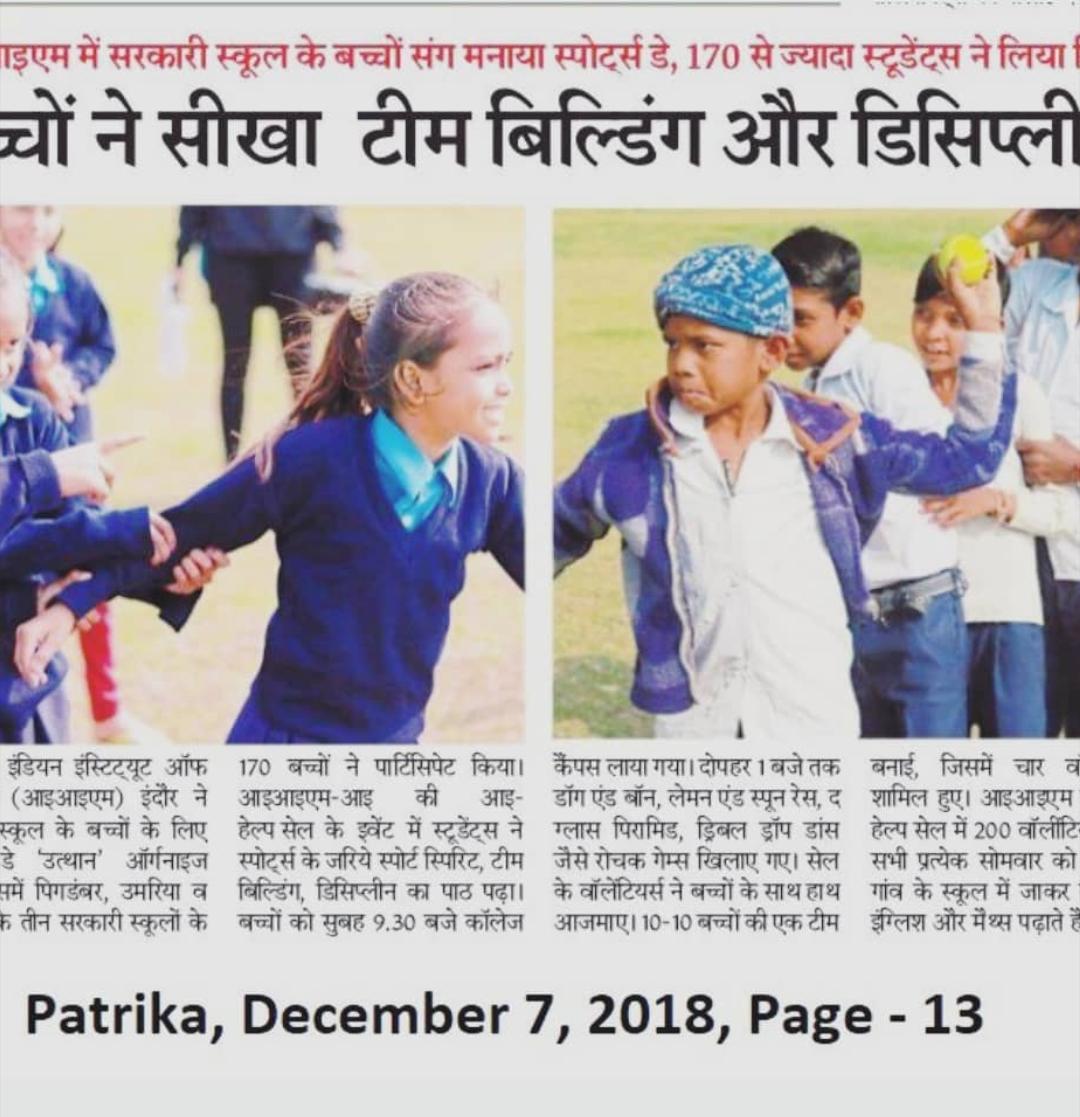 में सरकारी स्कूल के बच्चों संग मनाया स्पोर्ट्स डे, 170 से ज्यादा स्टूडेंट्स ने लिया
ने सीखा टीम बिल्डिंग और
इंडियन इंस्टिट्यूट ऑफ
(आइआइएम) इंदौर ने
स्कूल के बच्चों के लिए
डे 'उत्थान' ऑर्गनाइज
पिगडंबर, उमरिया व
के तीन सरकारी स्कूलों के
170 बच्चों ने पार्टिसिपेट किया।
आइआइएम-आइ की आइ-
हेल्प सेल के इवेंट में स्टूडेंट्स ने
स्पोर्ट्स के जरिये स्पोर्ट स्पिरिट, टीम
बिल्डिंग, डिसिप्लीन का पाठ पढ़ा।
बच्चों को सुबह 9.30 बजे कॉलेज
कैंपस लाया गया। दोपहर 1 बजे तक
डॉग एंड बॉन, लेमन एंड स्पून रेस, द
ग्लास पिरामिड, ड्रिबल ड्रॉप डांस
जैसे रोचक गेम्स खिलाए गए। सेल
के वॉलेंटियर्स ने बच्चों के साथ हाथ
आजमाए। 10-10 बच्चों की एक टीम
बनाई, जिसमें चार
शामिल हुए। आइआइएम
हेल्प सेल में 200
सभी प्रत्येक सोमवार को
गांव के स्कूल में जाकर
इंग्लिश और मैथ्स पढ़ाते
Patrika, December 7, 2018, Page - 13